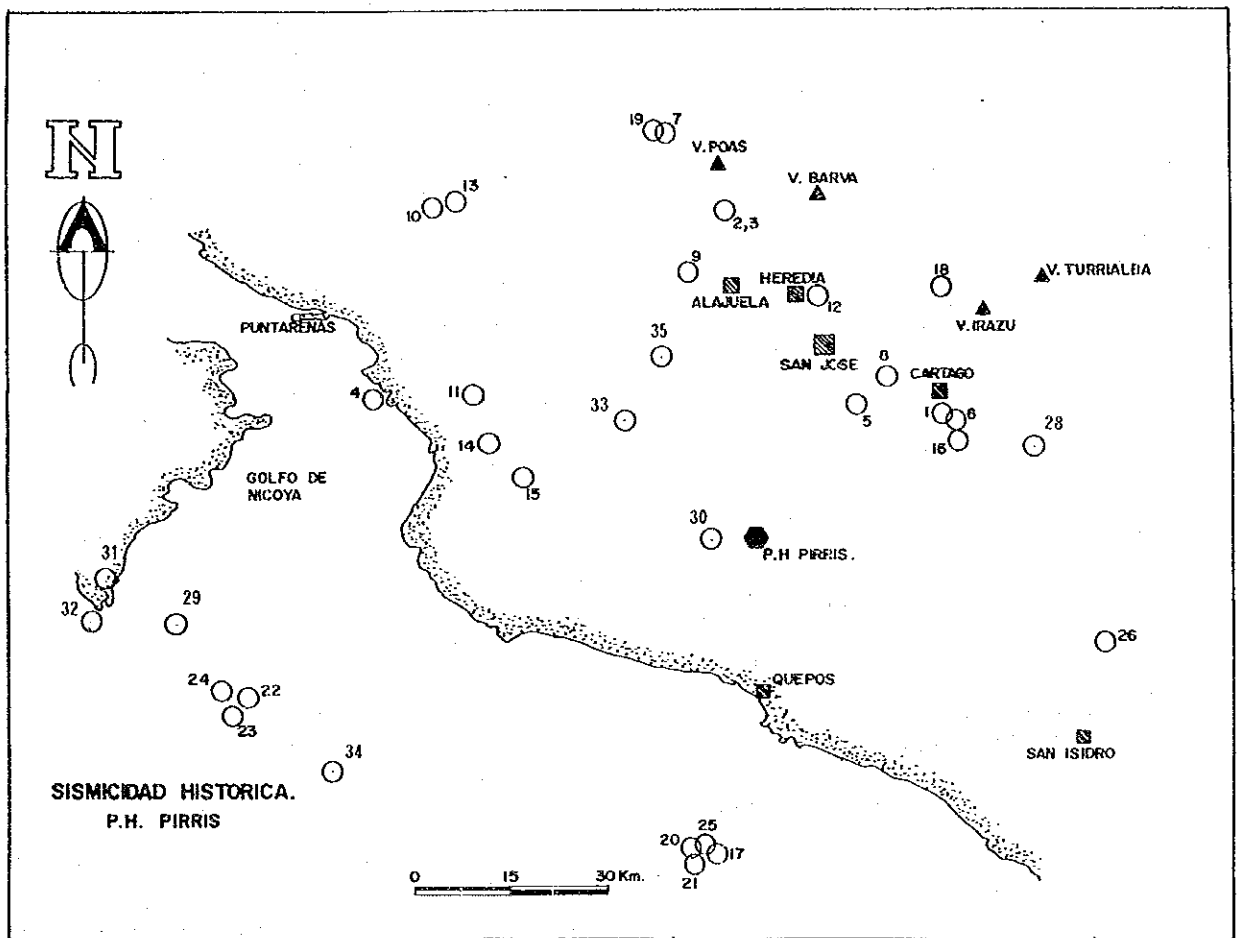 N
19
7
V. POAS
V. BARVA
10
13
2,3
9
HEREDIA
18
V. TURRIALBA
ALAJUELA
12
V. IRAZU
PUNTARENAS
35
SAN JOSE
8
CARTAGO
4
11
33
5
1
6
28
14
16
GOLFO DE
NICOYA
15
30
P.H PIRRIS.
31
32
29
26
24
22
QUEPOS
23
34
SAN ISIDRO
SISMICIDAD HISTORICA.
P.H. PIRRIS
20
25
17
21
0
15
30 Km.